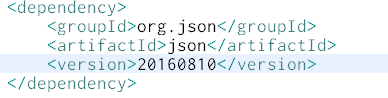 <dependency>
    <groupId>org.json</groupId>
    <artifactId>json</artifactId>
    <version>20160810</version>
</dependency>